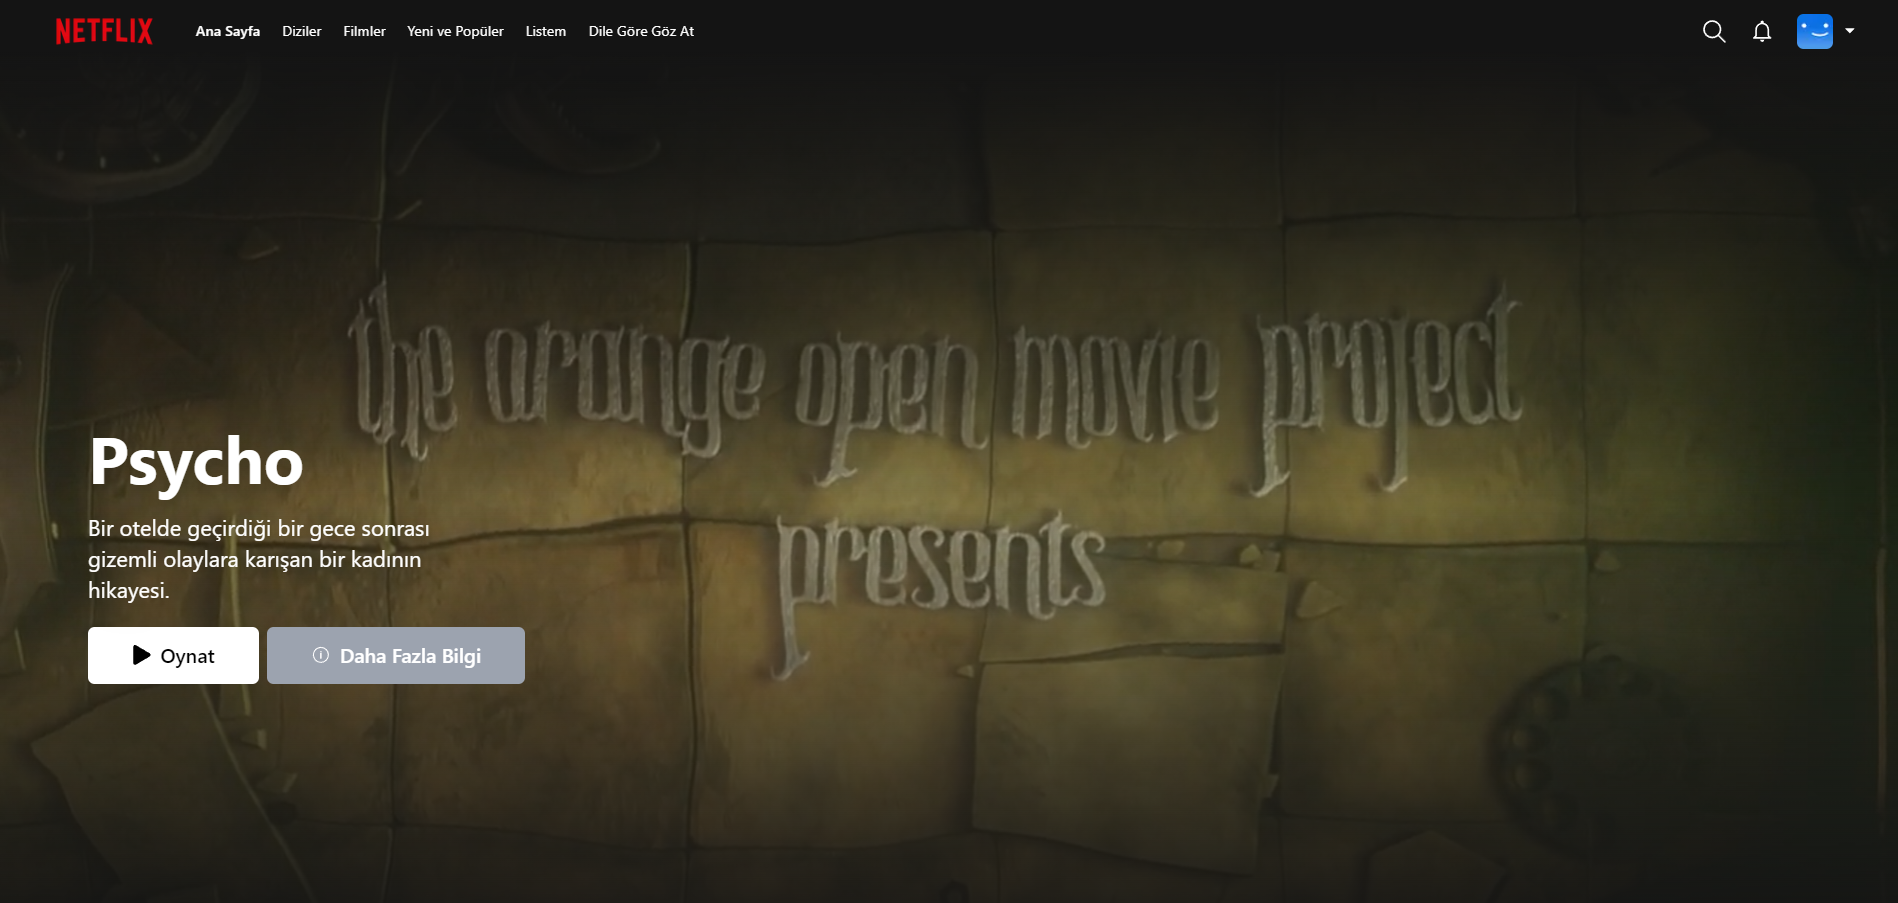 NETFLIX
Ana Sayfa Diziler Filmler Yeni ve Popüler Listem Dile Göre Göz At
the orange open movie project
presents
Psycho
Bir otelde geçirdiği bir gece sonrası
gizemli olaylara karışan bir kadının
hikayesi.
Oynat Daha Fazla Bilgi